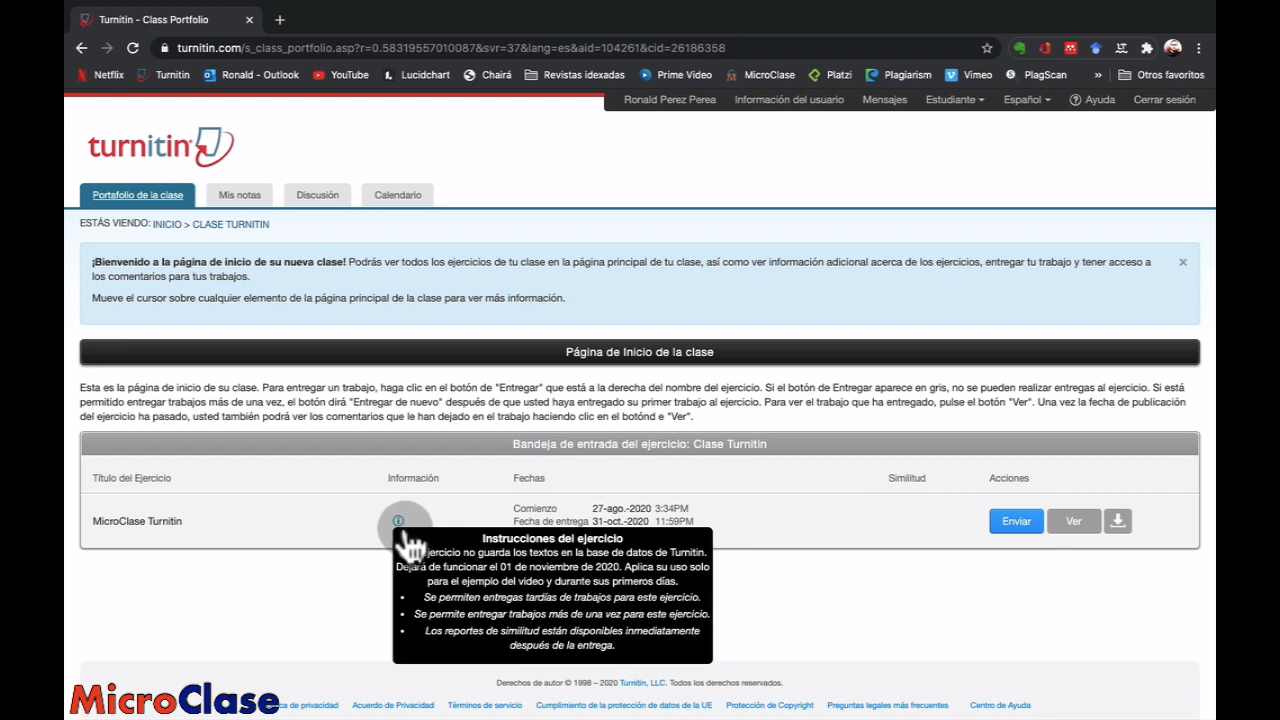 Turnitin - Class Portfolio
turnitin.com/s_class_portfolio.asp?r=0.58319557010087&svr=37&lang=es&aid=104261&cid=26186358
Netflix Turnitin Ronald - Outlook YouTube Lucidchart Chairá Revistas idexadas Prime Video MicroClase Platzi Plagiarism Vimeo PlagScan » Otros favoritos
Ronald Perez Perea Información del usuario Mensajes Estudiante Español Ayuda Cerrar sesión
turnitin
Portafolio de la clase Mis notas Discusión Calendario
ESTÁS VIENDO: INICIO > CLASE TURNITIN
¡Bienvenido a la página de inicio de su nueva clase! Podrás ver todos los ejercicios de tu clase en la página principal de tu clase, así como ver información adicional acerca de los ejercicios, entregar tu trabajo y tener acceso a
los comentarios para tus trabajos.
Mueve el cursor sobre cualquier elemento de la página principal de la clase para ver más información.
Página de Inicio de la clase
Esta es la página de inicio de su clase. Para entregar un trabajo, haga clic en el botón de "Entregar" que está a la derecha del nombre del ejercicio. Si el botón de Entregar aparece en gris, no se pueden realizar entregas al ejercicio. Si está
permitido entregar trabajos más de una vez, el botón dirá "Entregar de nuevo" después de que usted haya entregado su primer trabajo al ejercicio. Para ver el trabajo que ha entregado, pulse el botón "Ver". Una vez la fecha de publicación
del ejercicio ha pasado, usted también podrá ver los comentarios que le han dejado en el trabajo haciendo clic en el botónd e "Ver".
Bandeja de entrada del ejercicio: Clase Turnitin
Título del Ejercicio Información Fechas Similitud Acciones
MicroClase Turnitin
Comienzo 27-ago.-2020 3:34PM
Fecha de entrega 31-oct.-2020 11:59PM
Enviar Ver
Instrucciones del ejercicio
no guarda los textos en la base de datos de Turnitin.
Dejará de funcionar el 01 de noviembre de 2020. Aplica su uso solo
para el ejemplo del video y durante sus primeros días.
• Se permiten entregas tardías de trabajos para este ejercicio.
• Se permite entregar trabajos más de una vez para este ejercicio.
• Los reportes de similitud están disponibles inmediatamente
después de la entrega.
Derechos de autor © 1998 – 2020 Turnitin, LLC. Todos los derechos reservados.
MicroClase
de privacidad Acuerdo de Privacidad Términos de servicio Cumplimiento de la protección de datos de la UE Protección de Copyright Preguntas legales más frecuentes Centro de Ayuda